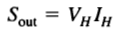 S_out = V_H I_H